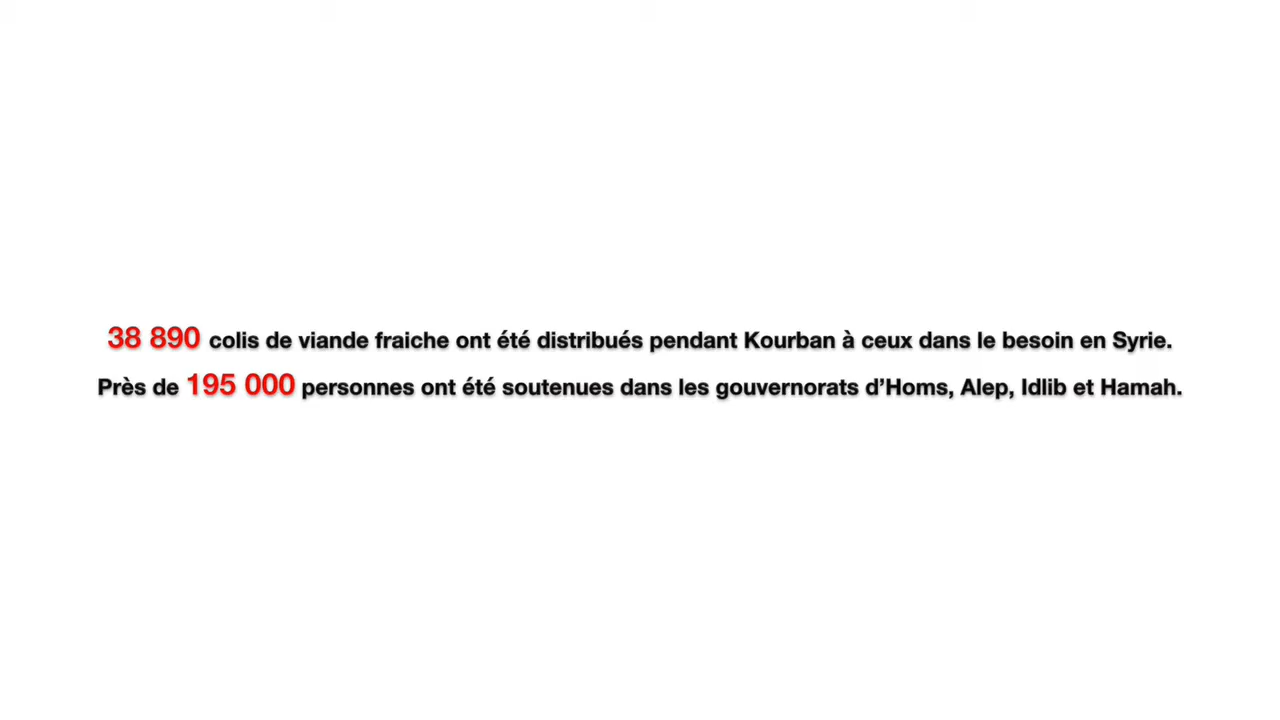 38 890 colis de viande fraiche ont été distribués pendant Kourban à ceux dans le besoin en Syrie.
Près de 195 000 personnes ont été soutenues dans les gouvernorats d’Homs, Alep, Idlib et Hamah.